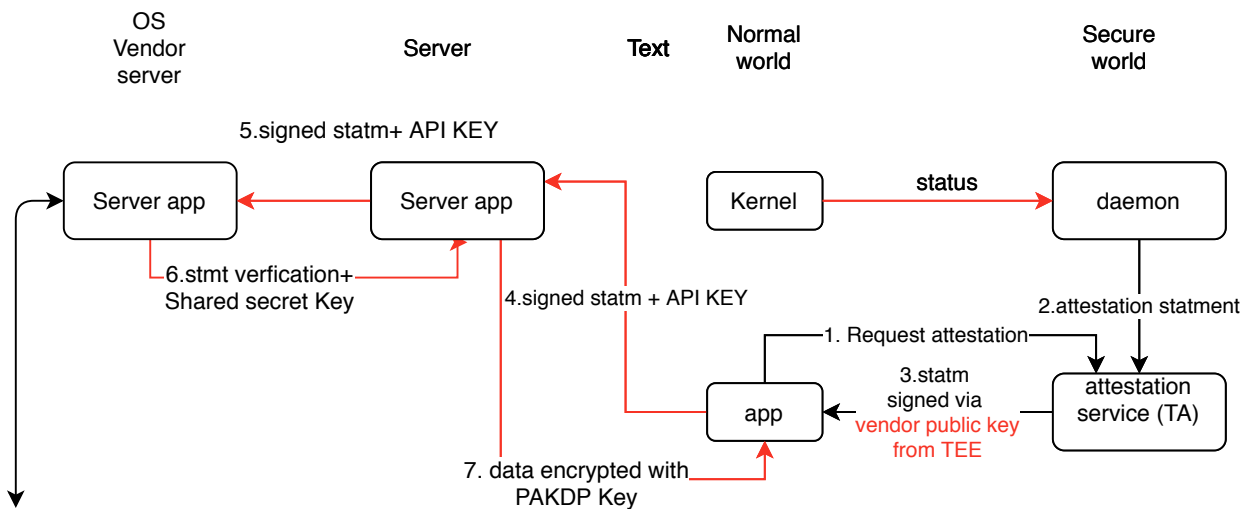 OS
Vendor
server
Server
Text
Normal
world
Secure
world
5.signed statm+ API KEY
Server app
Server app
Kernel
status
daemon
6.stmt verfication+
Shared secret Key
4.signed statm + API KEY
2.attestation statment
1. Request attestation
3.statm
signed via
vendor public key
from TEE
app
attestation
service (TA)
7. data encrypted with
PAKDP Key